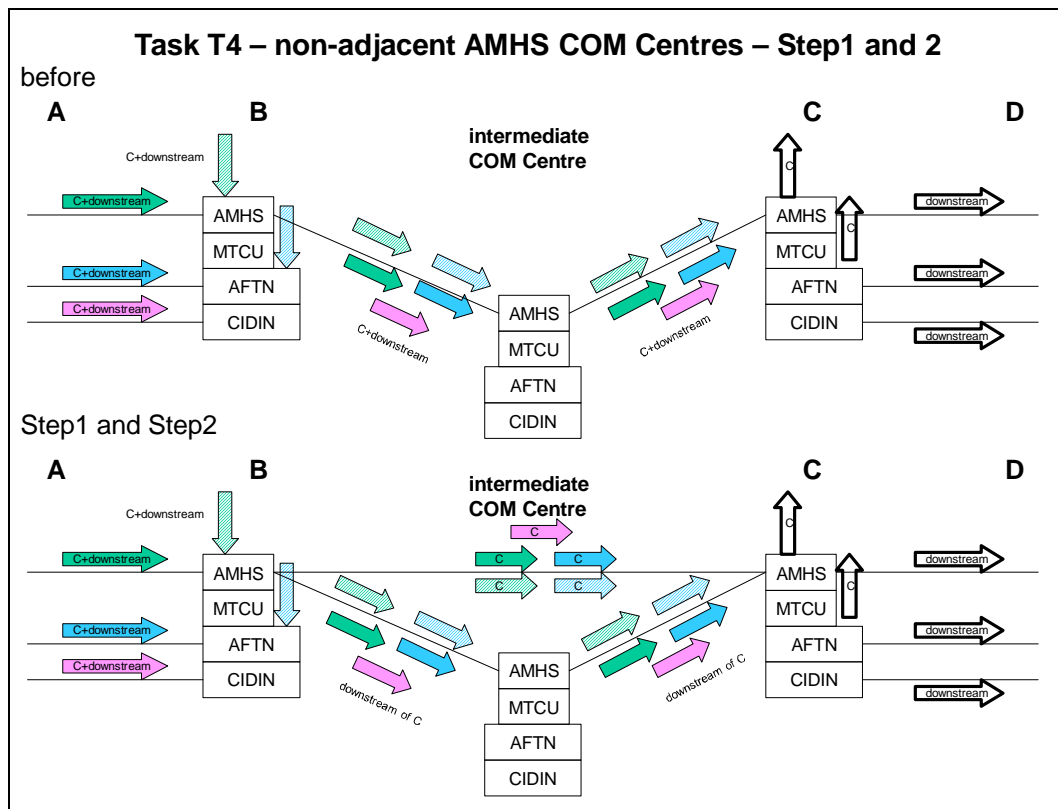 Task T4 – non-adjacent AMHS COM Centres – Step1 and 2
before
A B C D
intermediate
COM Centre
C+downstream
C
C+downstream AMHS AMHS downstream
MTCU MTCU C
C+downstream AFTN AFTN downstream
C+downstream CIDIN CIDIN downstream
C+downstream C+downstream
AMHS
MTCU
AFTN
CIDIN
Step1 and Step2
A B C D
intermediate
COM Centre
C+downstream
C
C
C+downstream C C downstream
AMHS C C AMHS
MTCU MTCU C
C+downstream AFTN AFTN downstream
C+downstream CIDIN CIDIN downstream
downstream of C downstream of C
AMHS
MTCU
AFTN
CIDIN